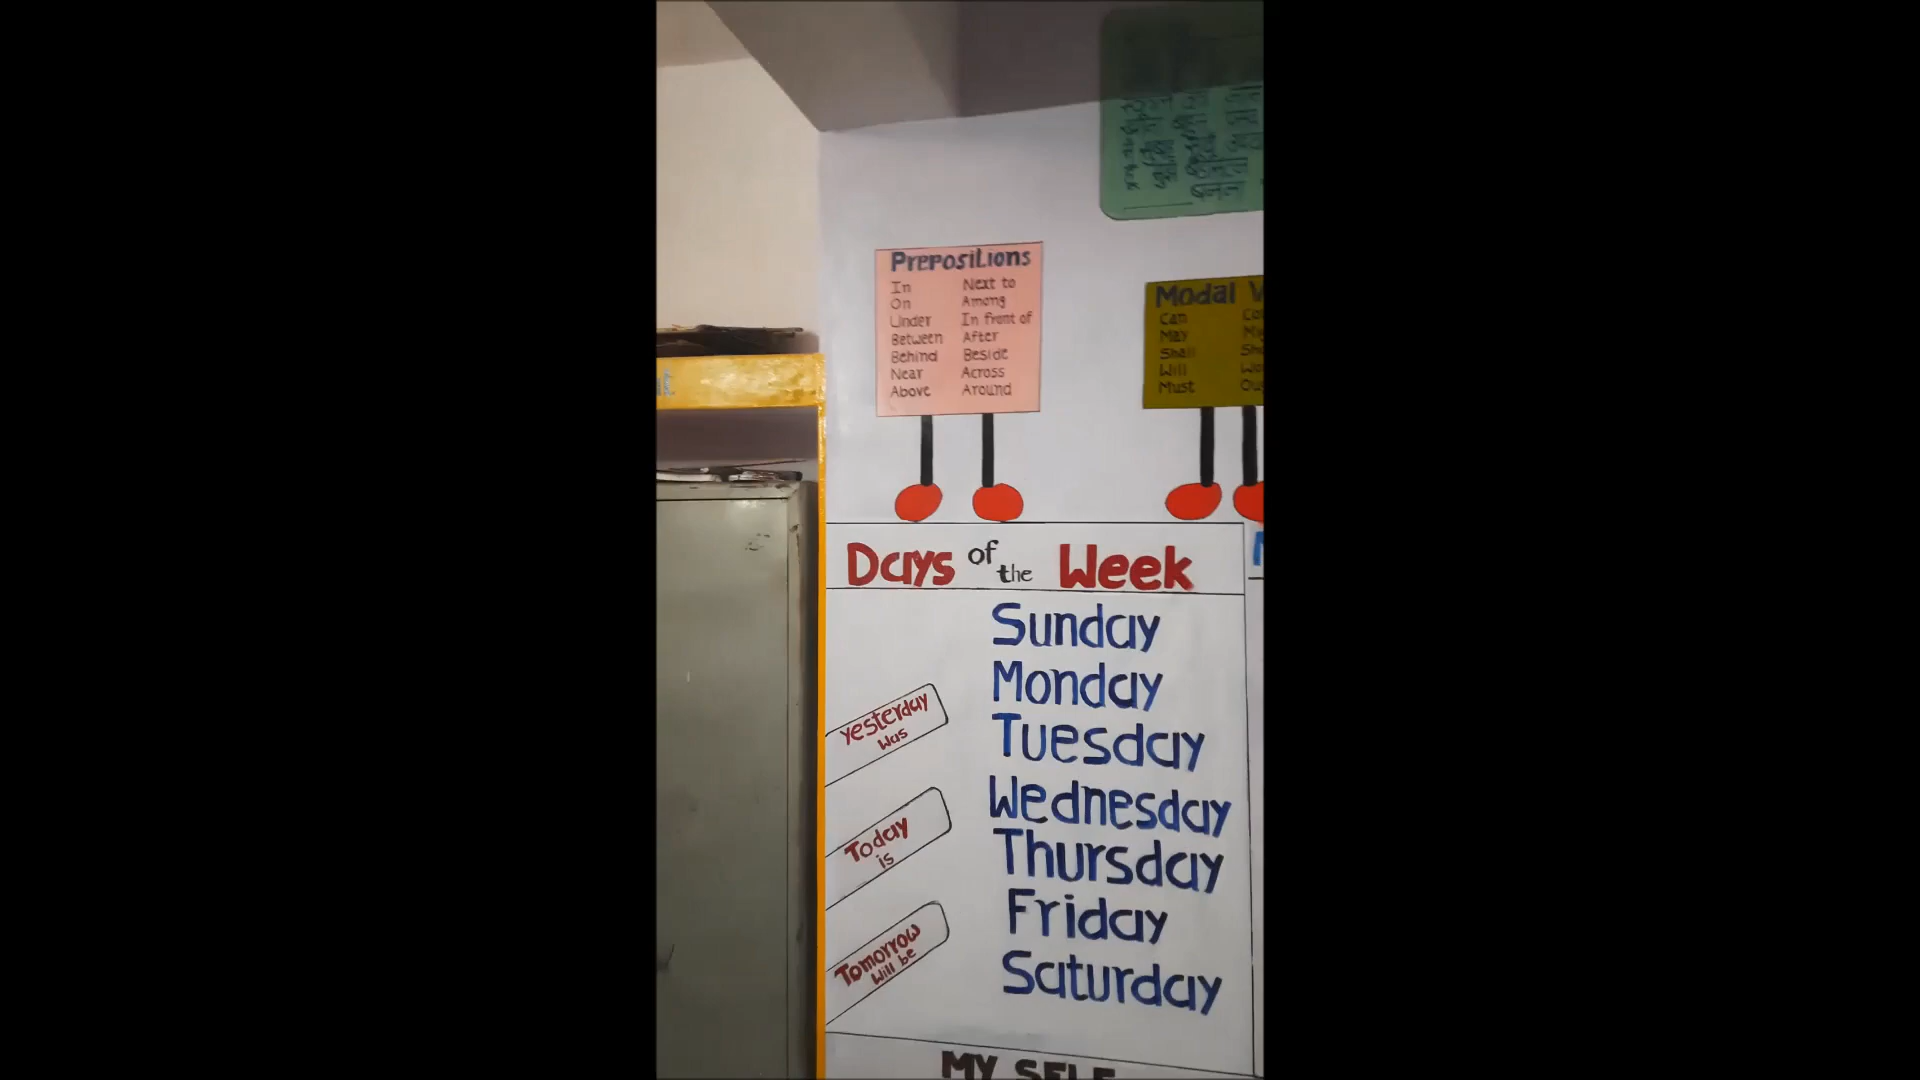 Prepositions
In Next to
On Among
Under In front of
Between After
Behind Beside
Near Across
Above Around
Modal
Can
May
Shall
Will
Must
Days of the Week
Sunday
Monday
Tuesday
Wednesday
Thursday
Friday
Saturday
Yesterday
was
Today
is
Tomorrow
will be
MY SELF